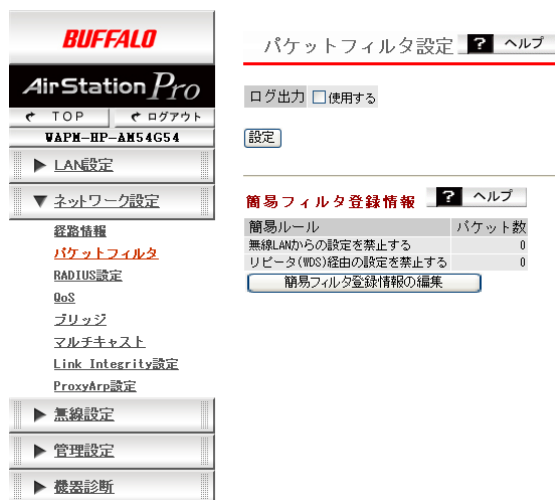 BUFFALO
AirStation Pro
TOP ログアウト
WAPM-HP-AM54G54
LAN設定
ネットワーク設定
経路情報
パケットフィルタ
RADIUS設定
QoS
ブリッジ
マルチキャスト
Link Integrity設定
ProxyArp設定
無線設定
管理設定
機器診断
パケットフィルタ設定 ? ヘルプ
ログ出力 使用する
設定
簡易フィルタ登録情報 ? ヘルプ
簡易ルール パケット数
無線LANからの設定を禁止する 0
リピータ(WDS)経由の設定を禁止する 0
簡易フィルタ登録情報の編集